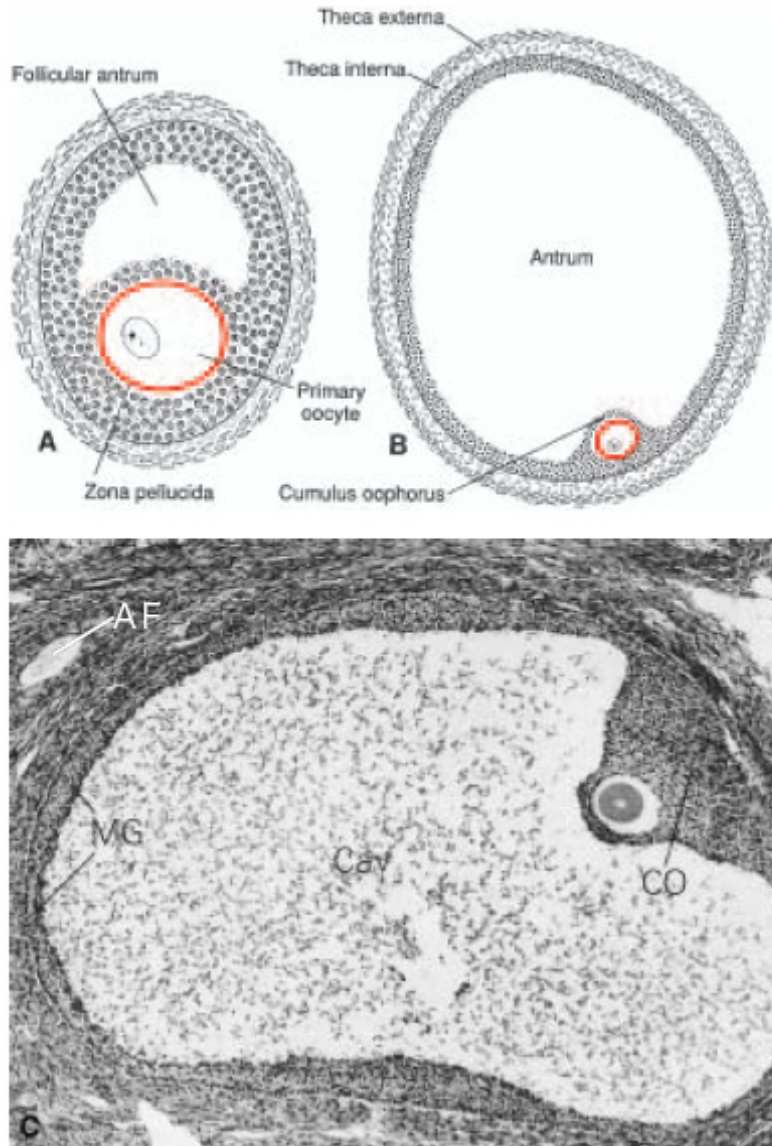 Theca externa
Theca interna
Follicular antrum
Antrum
Primary
oocyte
A
B
Zona pellucida
Cumulus oophorus
AF
MG
Cav
CO
C